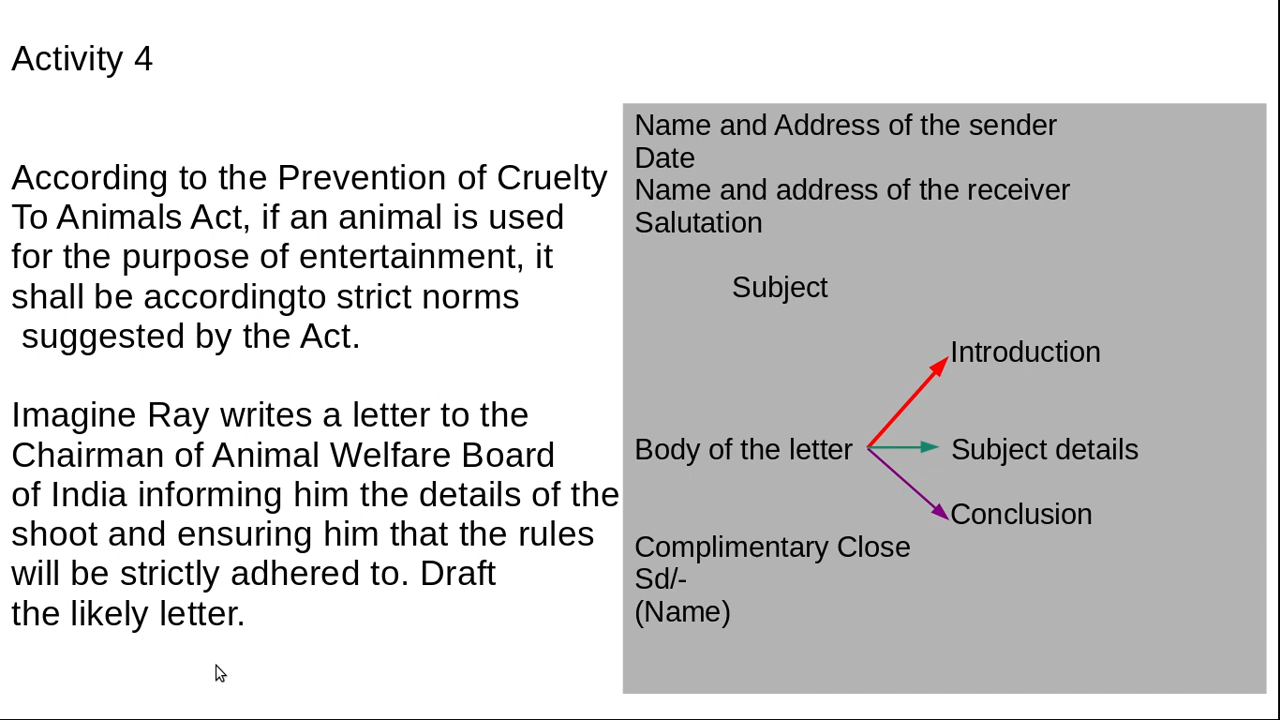 Activity 4
According to the Prevention of Cruelty
To Animals Act, if an animal is used
for the purpose of entertainment, it
shall be accordingto strict norms
suggested by the Act.
Imagine Ray writes a letter to the
Chairman of Animal Welfare Board
of India informing him the details of the
shoot and ensuring him that the rules
will be strictly adhered to. Draft
the likely letter.
Name and Address of the sender
Date
Name and address of the receiver
Salutation
Subject
Introduction
Body of the letter
Subject details
Conclusion
Complimentary Close
Sd/-
(Name)